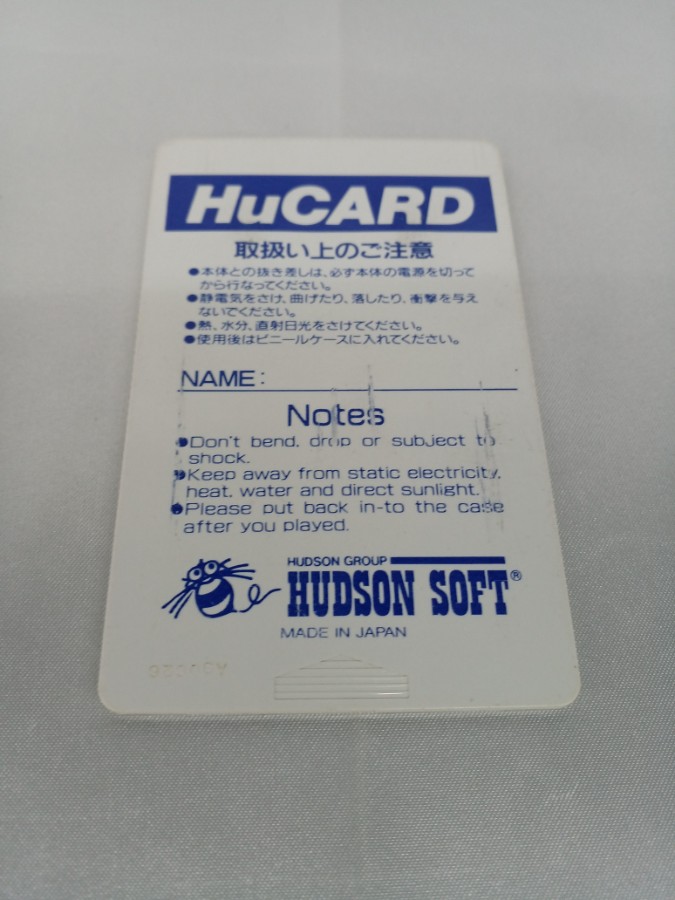 HuCARD
取扱い上のご注意
●本体との抜き差しは、必ず本体の電源を切って
から行なってください。
●静電気をさけ、曲げたり、落したり、衝撃を与え
ないでください。
●熱、水分、直射日光をさけてください。
●使用後はビニールケースに入れてください。
NAME:
Notes
●Don't bend, drop or subject to
shock.
●Keep away from static electricity,
heat, water and direct sunlight.
●Please put back in-to the case
after you played.
HUDSON GROUP
HUDSON SOFT®
MADE IN JAPAN